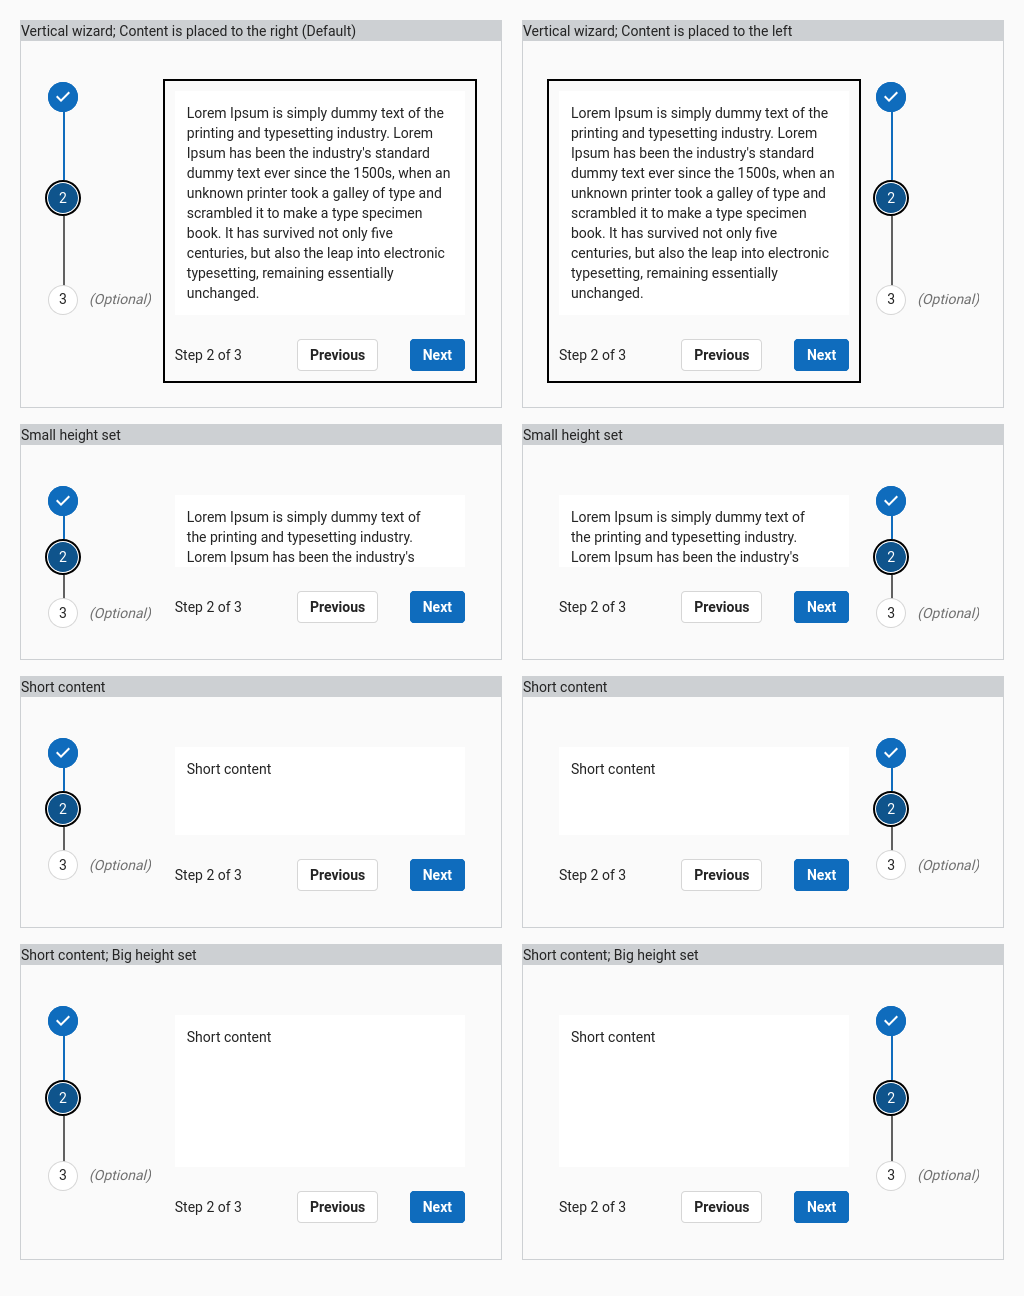 Vertical wizard; Content is placed to the right (Default)
Lorem Ipsum is simply dummy text of the
printing and typesetting industry. Lorem
Ipsum has been the industry's standard
dummy text ever since the 1500s, when an
unknown printer took a galley of type and
scrambled it to make a type specimen
book. It has survived not only five
centuries, but also the leap into electronic
typesetting, remaining essentially
unchanged.
2
3 (Optional)
Step 2 of 3 Previous Next
Vertical wizard; Content is placed to the left
Lorem Ipsum is simply dummy text of the
printing and typesetting industry. Lorem
Ipsum has been the industry's standard
dummy text ever since the 1500s, when an
unknown printer took a galley of type and
scrambled it to make a type specimen
book. It has survived not only five
centuries, but also the leap into electronic
typesetting, remaining essentially
unchanged.
2
3 (Optional)
Step 2 of 3 Previous Next
Small height set
Lorem Ipsum is simply dummy text of
the printing and typesetting industry.
Lorem Ipsum has been the industry's
2
3 (Optional)
Step 2 of 3 Previous Next
Small height set
Lorem Ipsum is simply dummy text of
the printing and typesetting industry.
Lorem Ipsum has been the industry's
2
3 (Optional)
Step 2 of 3 Previous Next
Short content
Short content
2
3 (Optional)
Step 2 of 3 Previous Next
Short content
Short content
2
3 (Optional)
Step 2 of 3 Previous Next
Short content; Big height set
Short content
2
3 (Optional)
Step 2 of 3 Previous Next
Short content; Big height set
Short content
2
3 (Optional)
Step 2 of 3 Previous Next